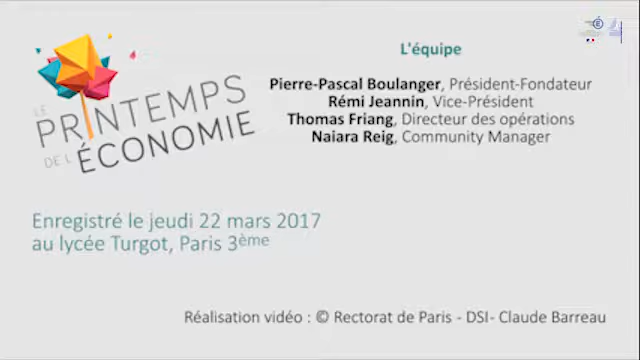 L'équipe
Pierre-Pascal Boulanger, Président-Fondateur
Rémi Jeannin, Vice-Président
Thomas Friang, Directeur des opérations
Naiara Reig, Community Manager
LE
PRINTEMPS
DE L'ÉCONOMIE
Enregistré le jeudi 22 mars 2017
au lycée Turgot, Paris 3ème
Réalisation vidéo : © Rectorat de Paris - DSI- Claude Barreau